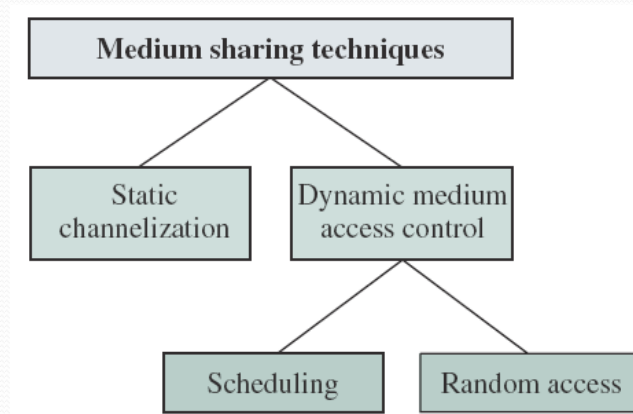 Medium sharing techniques
Static
channelization
Dynamic medium
access control
Scheduling
Random access